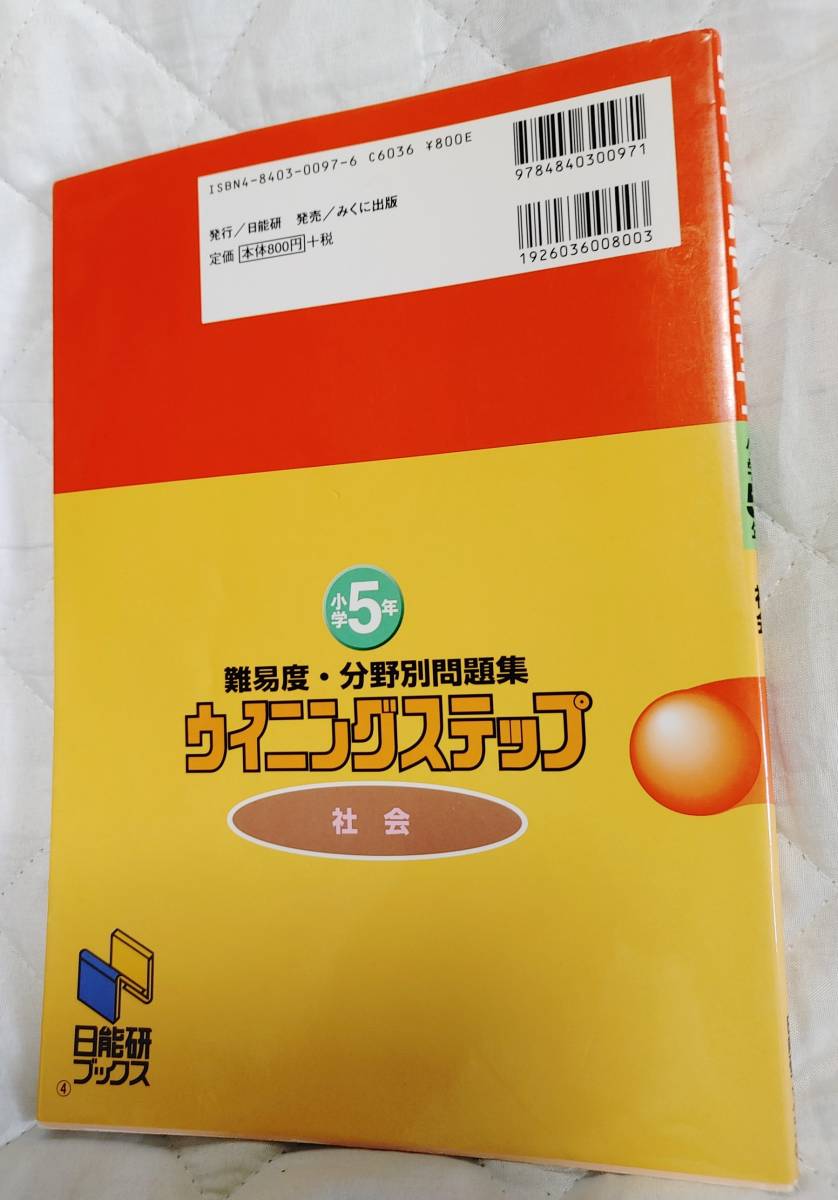 ISBN4-8403-0097-6 C6036 ¥800E
発行／日能研 発売／みくに出版
定価 本体800円+税
9784840300971
1926036008003
小学5年
難易度・分野別問題集
ウイニングステップ
社会
日能研
ブックス
④